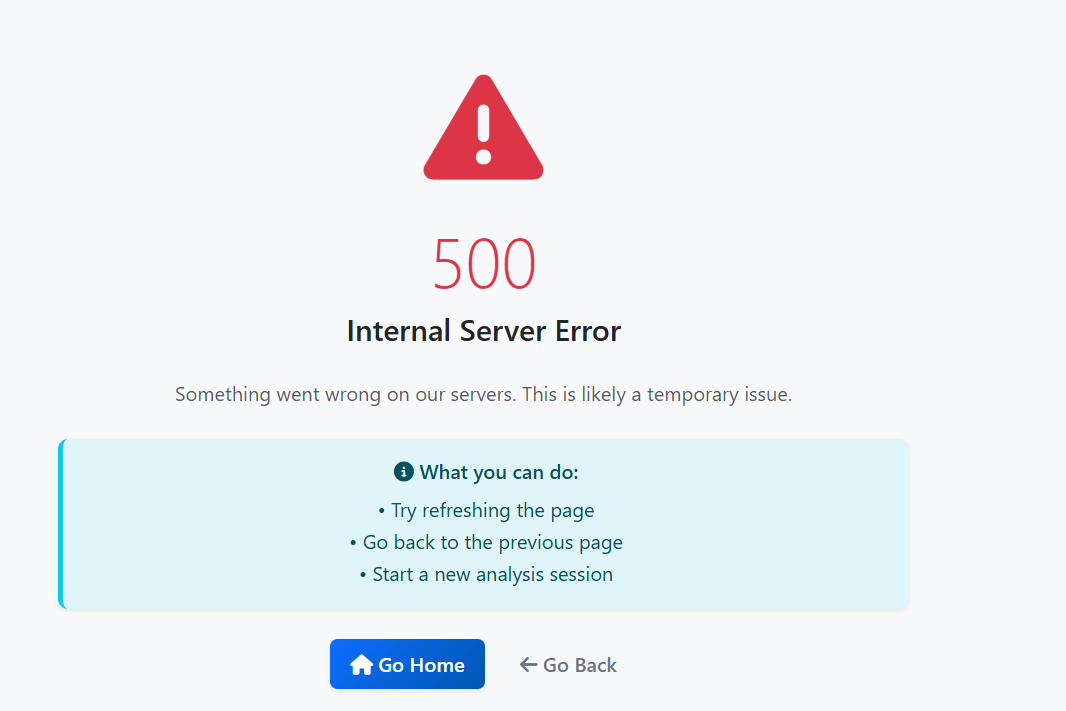 500
Internal Server Error
Something went wrong on our servers. This is likely a temporary issue.
What you can do:
• Try refreshing the page
• Go back to the previous page
• Start a new analysis session
Go Home
Go Back